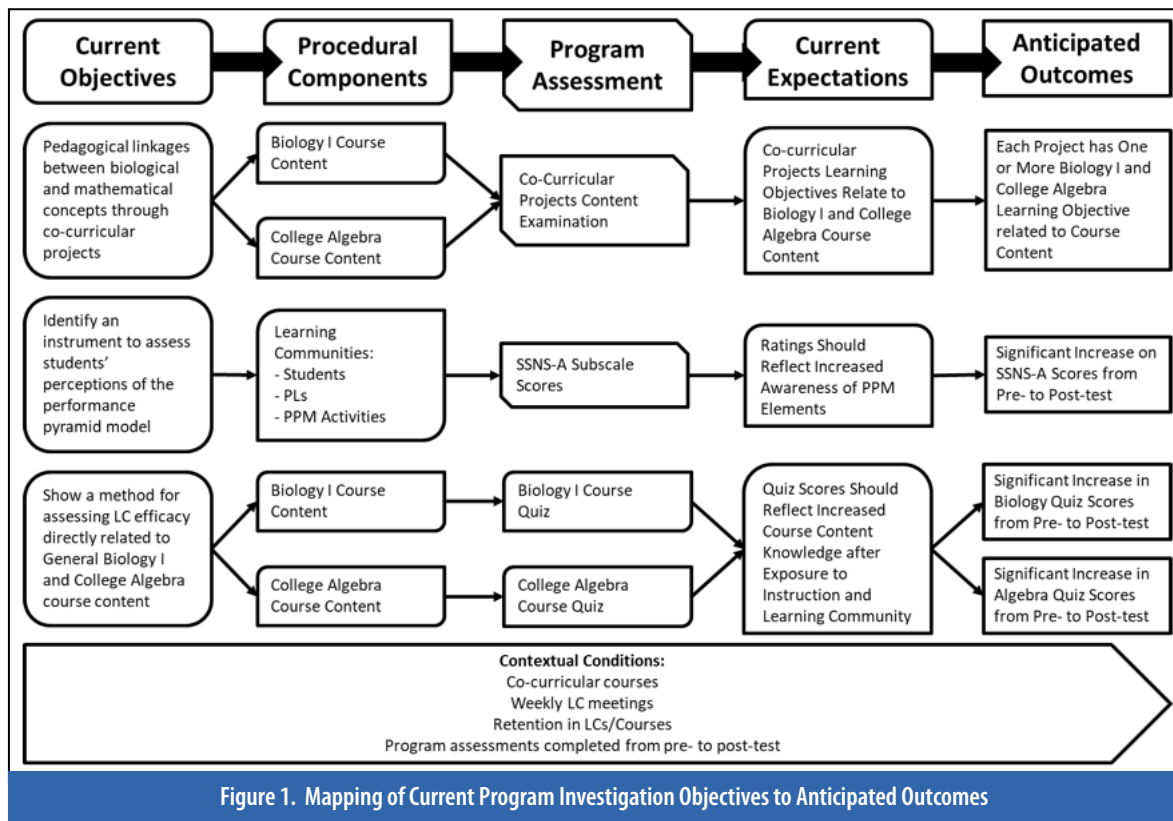 Current
Objectives
Procedural
Components
Program
Assessment
Current
Expectations
Anticipated
Outcomes
Pedagogical linkages
between biological
and mathematical
concepts through
co-curricular
projects
Biology I Course
Content
College Algebra
Course Content
Co-Curricular
Projects Content
Examination
Co-curricular
Projects Learning
Objectives Relate to
Biology I and College
Algebra Course
Content
Each Project has One
or More Biology I and
College Algebra
Learning Objective
related to Course
Content
Identify an
instrument to assess
students’
perceptions of the
performance
pyramid model
Learning
Communities:
- Students
- PLs
- PPM Activities
SSNS-A Subscale
Scores
Ratings Should
Reflect Increased
Awareness of PPM
Elements
Significant Increase on
SSNS-A Scores from
Pre- to Post-test
Show a method for
assessing LC efficacy
directly related to
General Biology I
and College Algebra
course content
Biology I Course
Content
College Algebra
Course Content
Biology I Course
Quiz
College Algebra
Course Quiz
Quiz Scores Should
Reflect Increased
Course Content
Knowledge after
Exposure to
Instruction and
Learning Community
Significant Increase in
Biology Quiz Scores
from Pre- to Post-test
Significant Increase in
Algebra Quiz Scores
from Pre- to Post-test
Contextual Conditions:
Co-curricular courses
Weekly LC meetings
Retention in LCs/Courses
Program assessments completed from pre- to post-test
Figure 1. Mapping of Current Program Investigation Objectives to Anticipated Outcomes